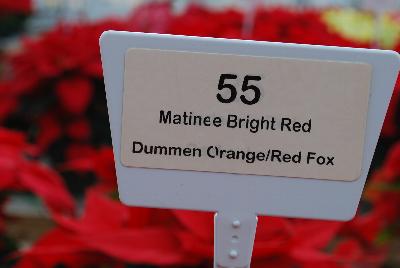 55
Matinee Bright Red
Dummen Orange/Red Fox